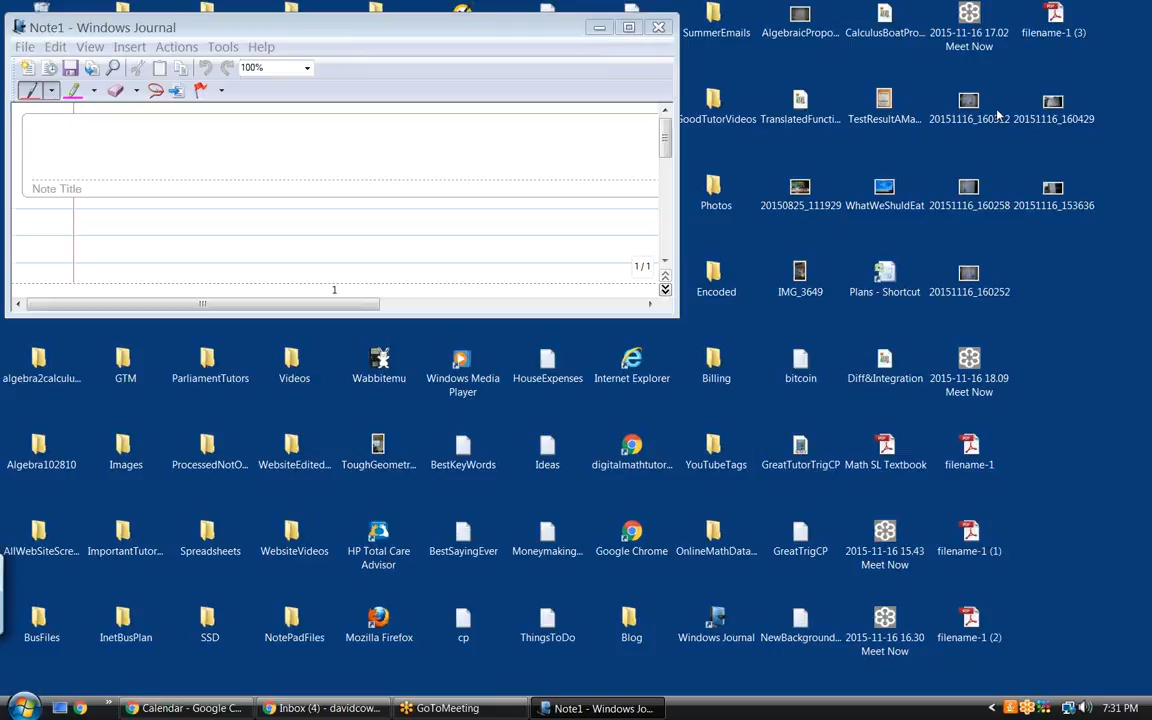 Note1 - Windows Journal
File Edit View Insert Actions Tools Help
100%
Note Title
1/1
1
SummerEmails AlgebraicPropo... CalculusBoatPro... 2015-11-16 17.02 filename-1 (3)
Meet Now
GoodTutorVideos TranslatedFuncti... TestResultAMa... 20151116_160429
Photos 20150825_111929 WhatWeShuldEat 20151116_160258 20151116_153636
Encoded IMG_3649 Plans - Shortcut 20151116_160252
algebra2calculu... GTM ParliamentTutors Videos Wabbitemu Windows Media HouseExpenses Internet Explorer Billing bitcoin Diff&Integration 2015-11-16 18.09
Player Meet Now
Algebra102810 Images ProcessedNotO... WebsiteEdited... ToughGeometr... BestKeyWords Ideas digitalmathtutor... YouTubeTags GreatTutorTrigCP Math SL Textbook filename-1
AllWebSiteScre... ImportantTutor... Spreadsheets WebsiteVideos HP Total Care BestSayingEver Moneymaking... Google Chrome OnlineMathData... GreatTrigCP 2015-11-16 15.43 filename-1 (1)
Advisor Meet Now
BusFiles InetBusPlan SSD NotePadFiles Mozilla Firefox cp ThingsToDo Blog Windows Journal NewBackground... 2015-11-16 16.30 filename-1 (2)
Meet Now
Calendar - Google C... Inbox (4) - davidcow... GoToMeeting Note1 - Windows Jo... 7:31 PM